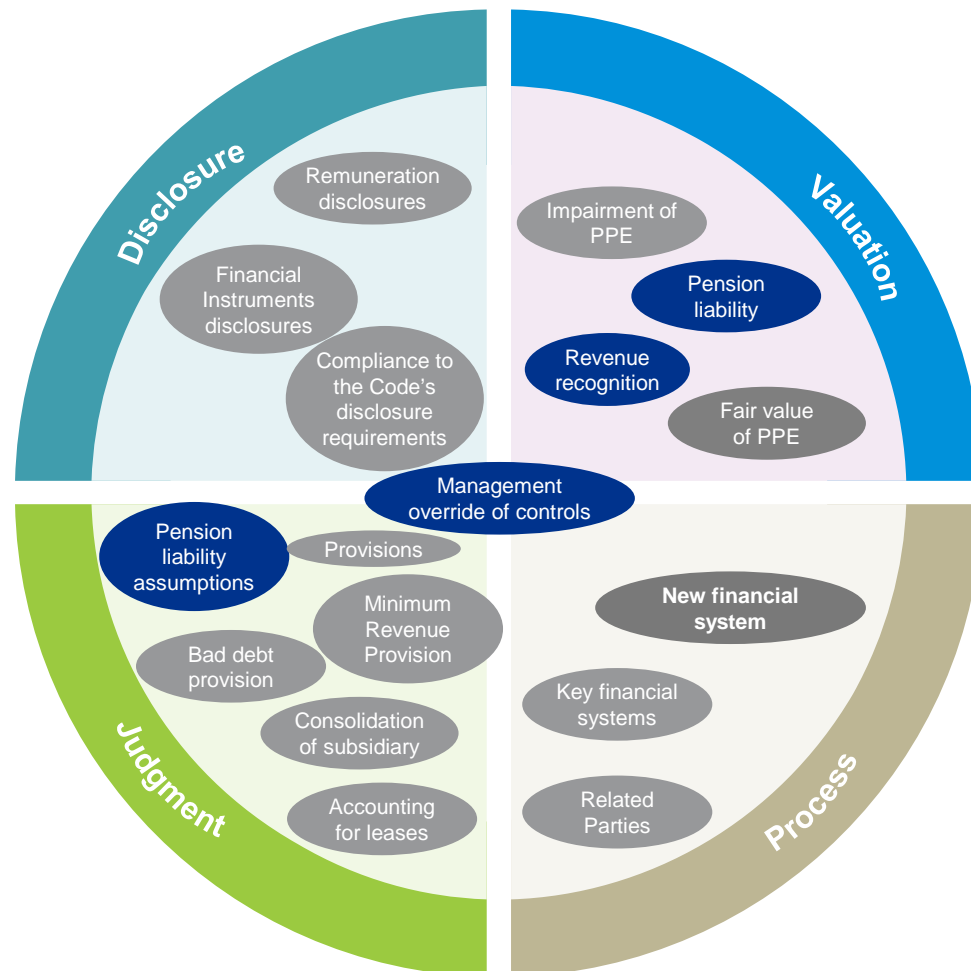 Disclosure
Remuneration
disclosures
Financial
Instruments
disclosures
Compliance to
the Code's
disclosure
requirements
Valuation
Impairment of
PPE
Pension
liability
Revenue
recognition
Fair value
of PPE
Management
override of controls
Judgment
Pension
liability
assumptions
Provisions
Minimum
Revenue
Provision
Bad debt
provision
Consolidation
of subsidiary
Accounting
for leases
Process
New financial
system
Key financial
systems
Related
Parties